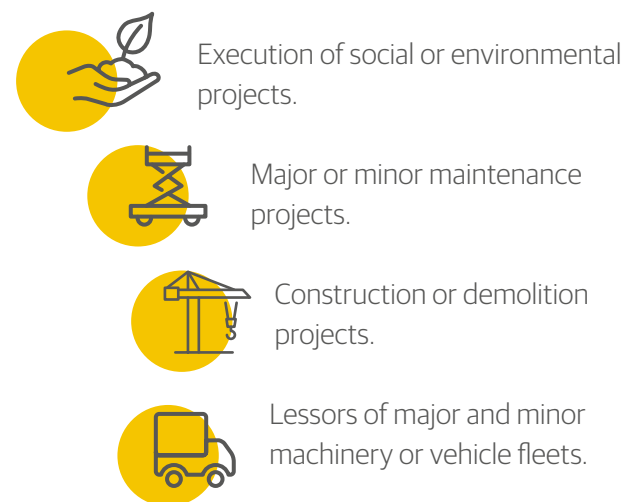 Execution of social or environmental
projects.
Major or minor maintenance
projects.
Construction or demolition
projects.
Lessors of major and minor
machinery or vehicle fleets.